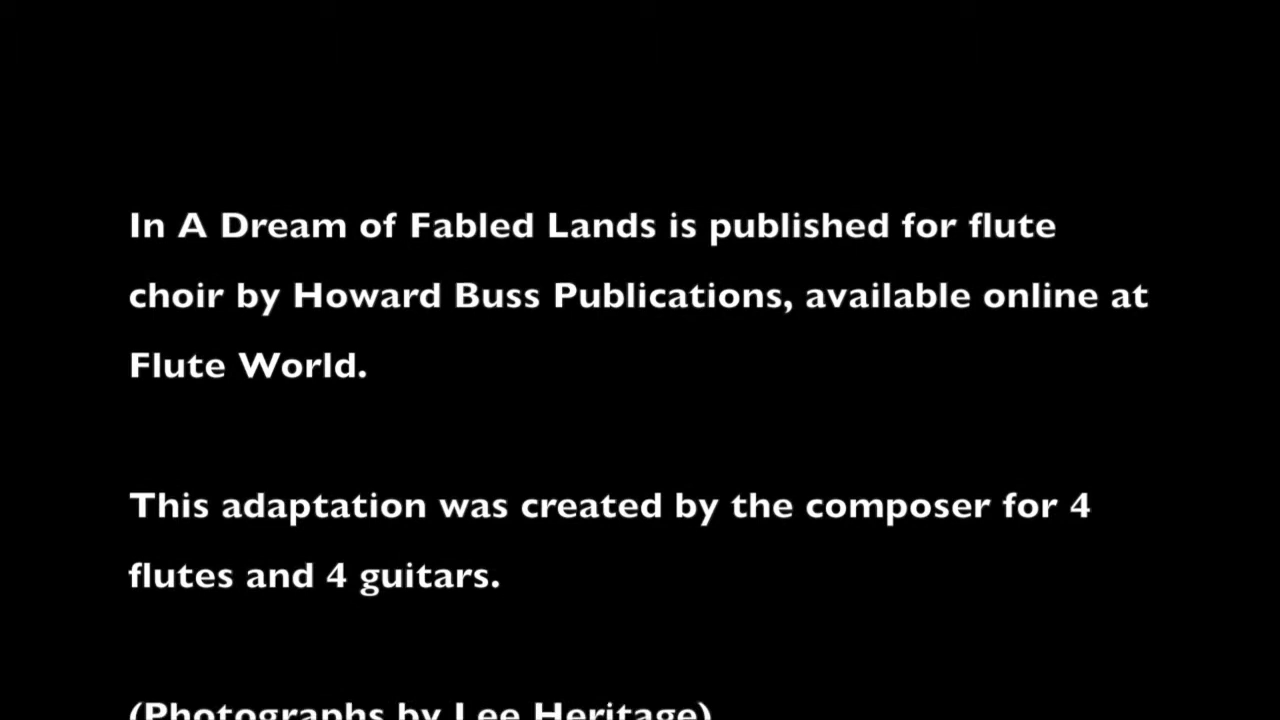 In A Dream of Fabled Lands is published for flute
choir by Howard Buss Publications, available online at
Flute World.
This adaptation was created by the composer for 4
flutes and 4 guitars.
(Photographs by Lee Heritage)